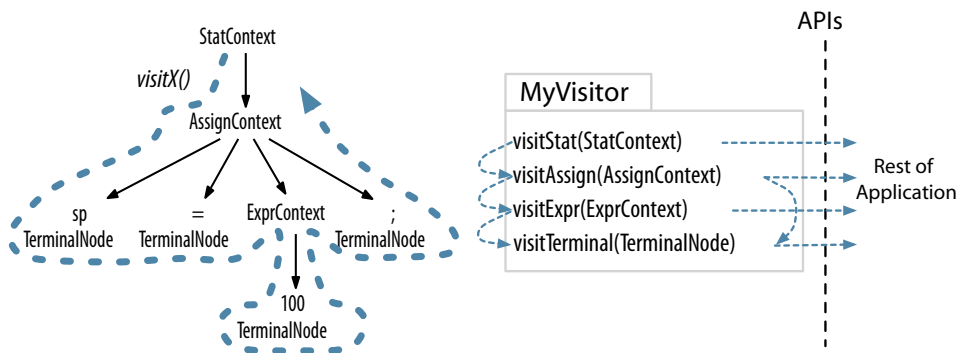 StatContext
visitX()
AssignContext
sp
TerminalNode
=
TerminalNode
ExprContext
;
TerminalNode
100
TerminalNode
APIs
MyVisitor
visitStat(StatContext)
visitAssign(AssignContext)
visitExpr(ExprContext)
visitTerminal(TerminalNode)
Rest of
Application